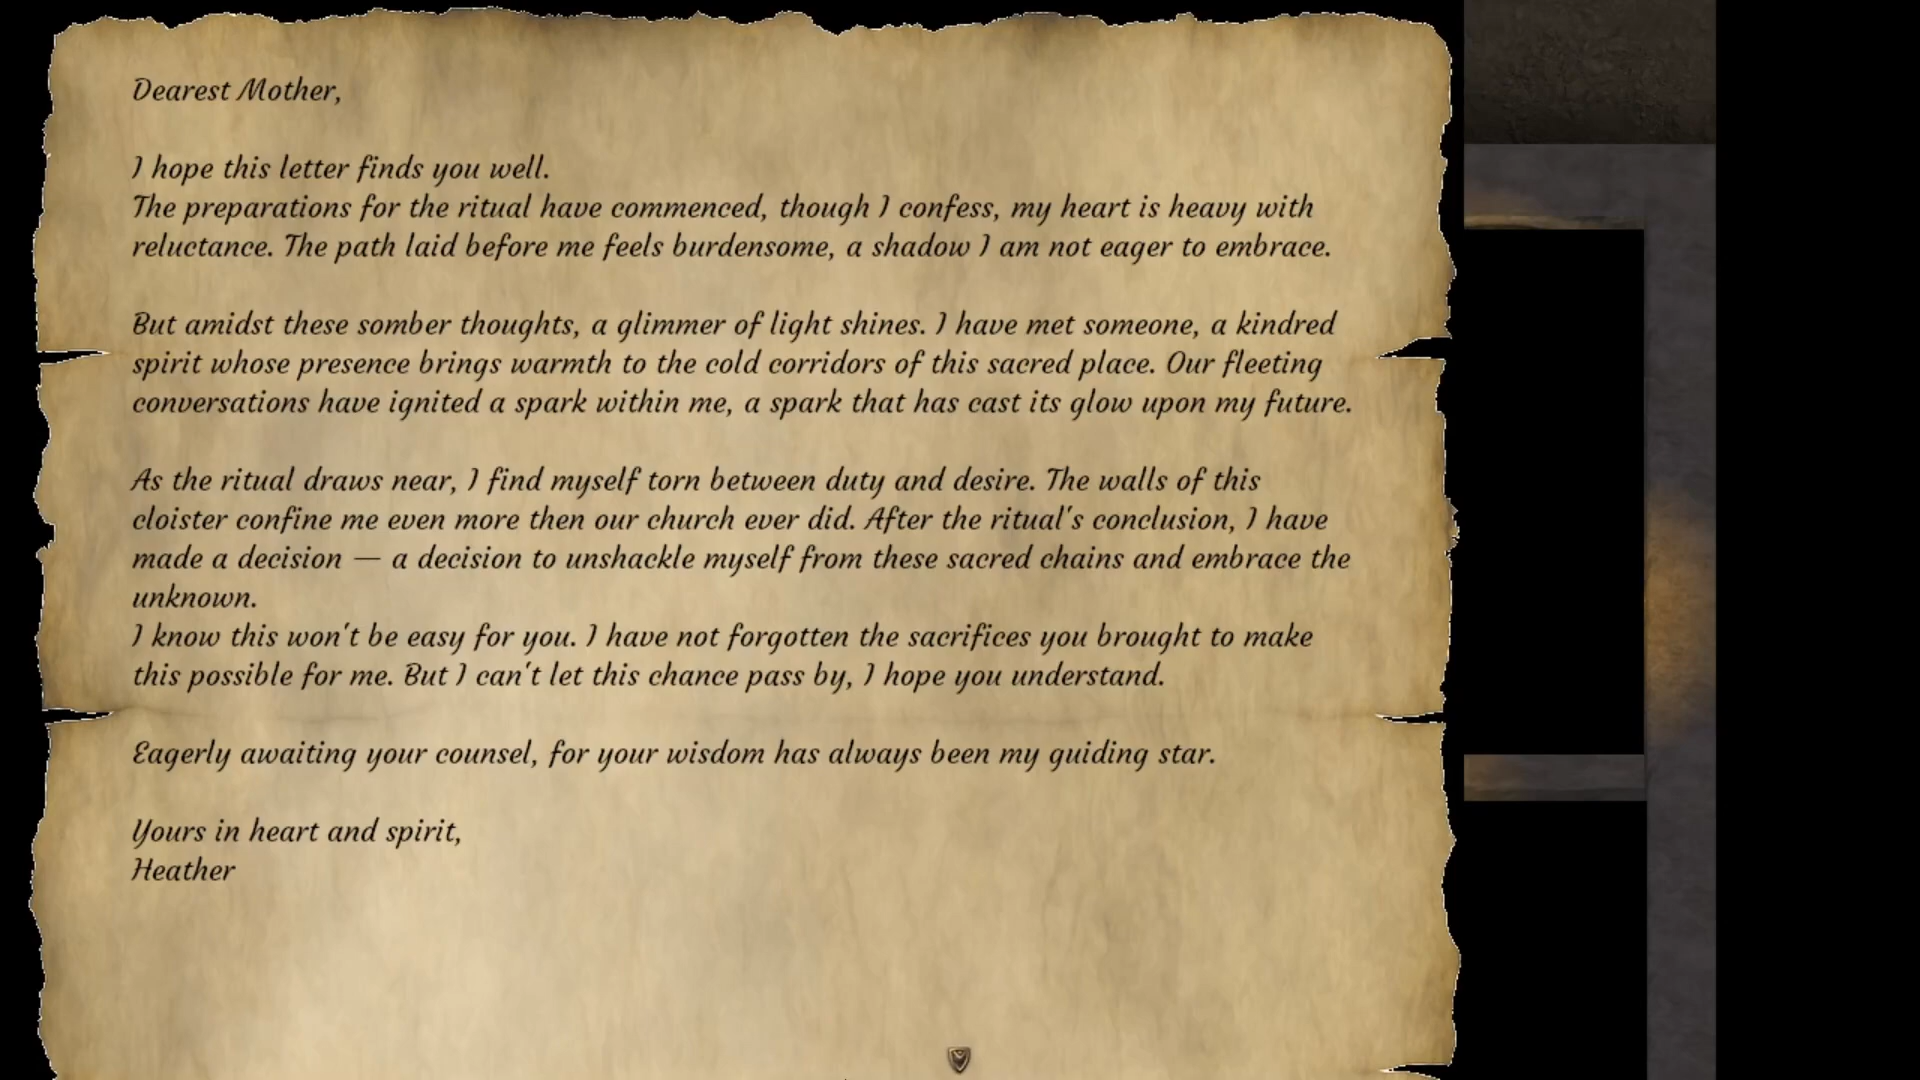 Dearest Mother,
I hope this letter finds you well.
The preparations for the ritual have commenced, though I confess, my heart is heavy with
reluctance. The path laid before me feels burdensome, a shadow I am not eager to embrace.
But amidst these somber thoughts, a glimmer of light shines. I have met someone, a kindred
spirit whose presence brings warmth to the cold corridors of this sacred place. Our fleeting
conversations have ignited a spark within me, a spark that has cast its glow upon my future.
As the ritual draws near, I find myself torn between duty and desire. The walls of this
cloister confine me even more then our church ever did. After the ritual's conclusion, I have
made a decision — a decision to unshackle myself from these sacred chains and embrace the
unknown.
I know this won't be easy for you. I have not forgotten the sacrifices you brought to make
this possible for me. But I can't let this chance pass by, I hope you understand.
Eagerly awaiting your counsel, for your wisdom has always been my guiding star.
Yours in heart and spirit,
Heather